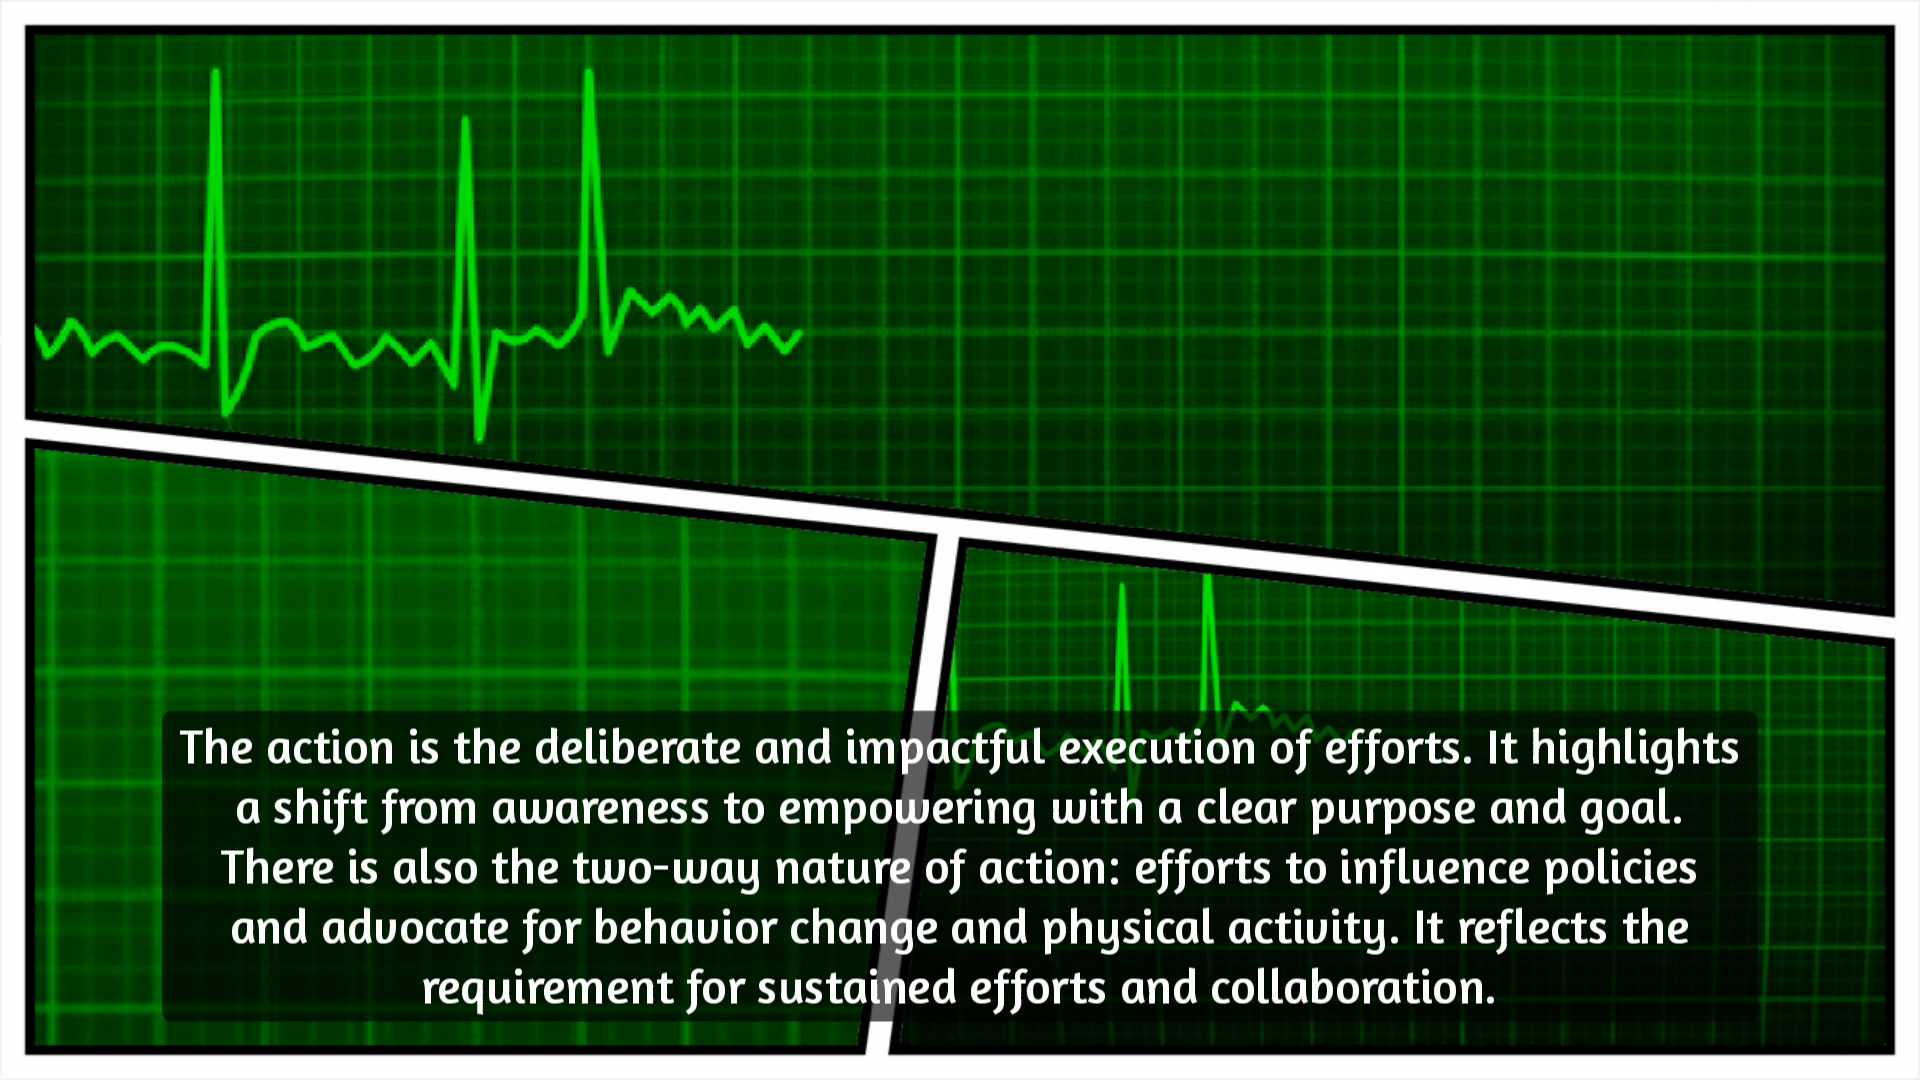 The action is the deliberate and impactful execution of efforts. It highlights
a shift from awareness to empowering with a clear purpose and goal.
There is also the two-way nature of action: efforts to influence policies
and advocate for behavior change and physical activity. It reflects the
requirement for sustained efforts and collaboration.